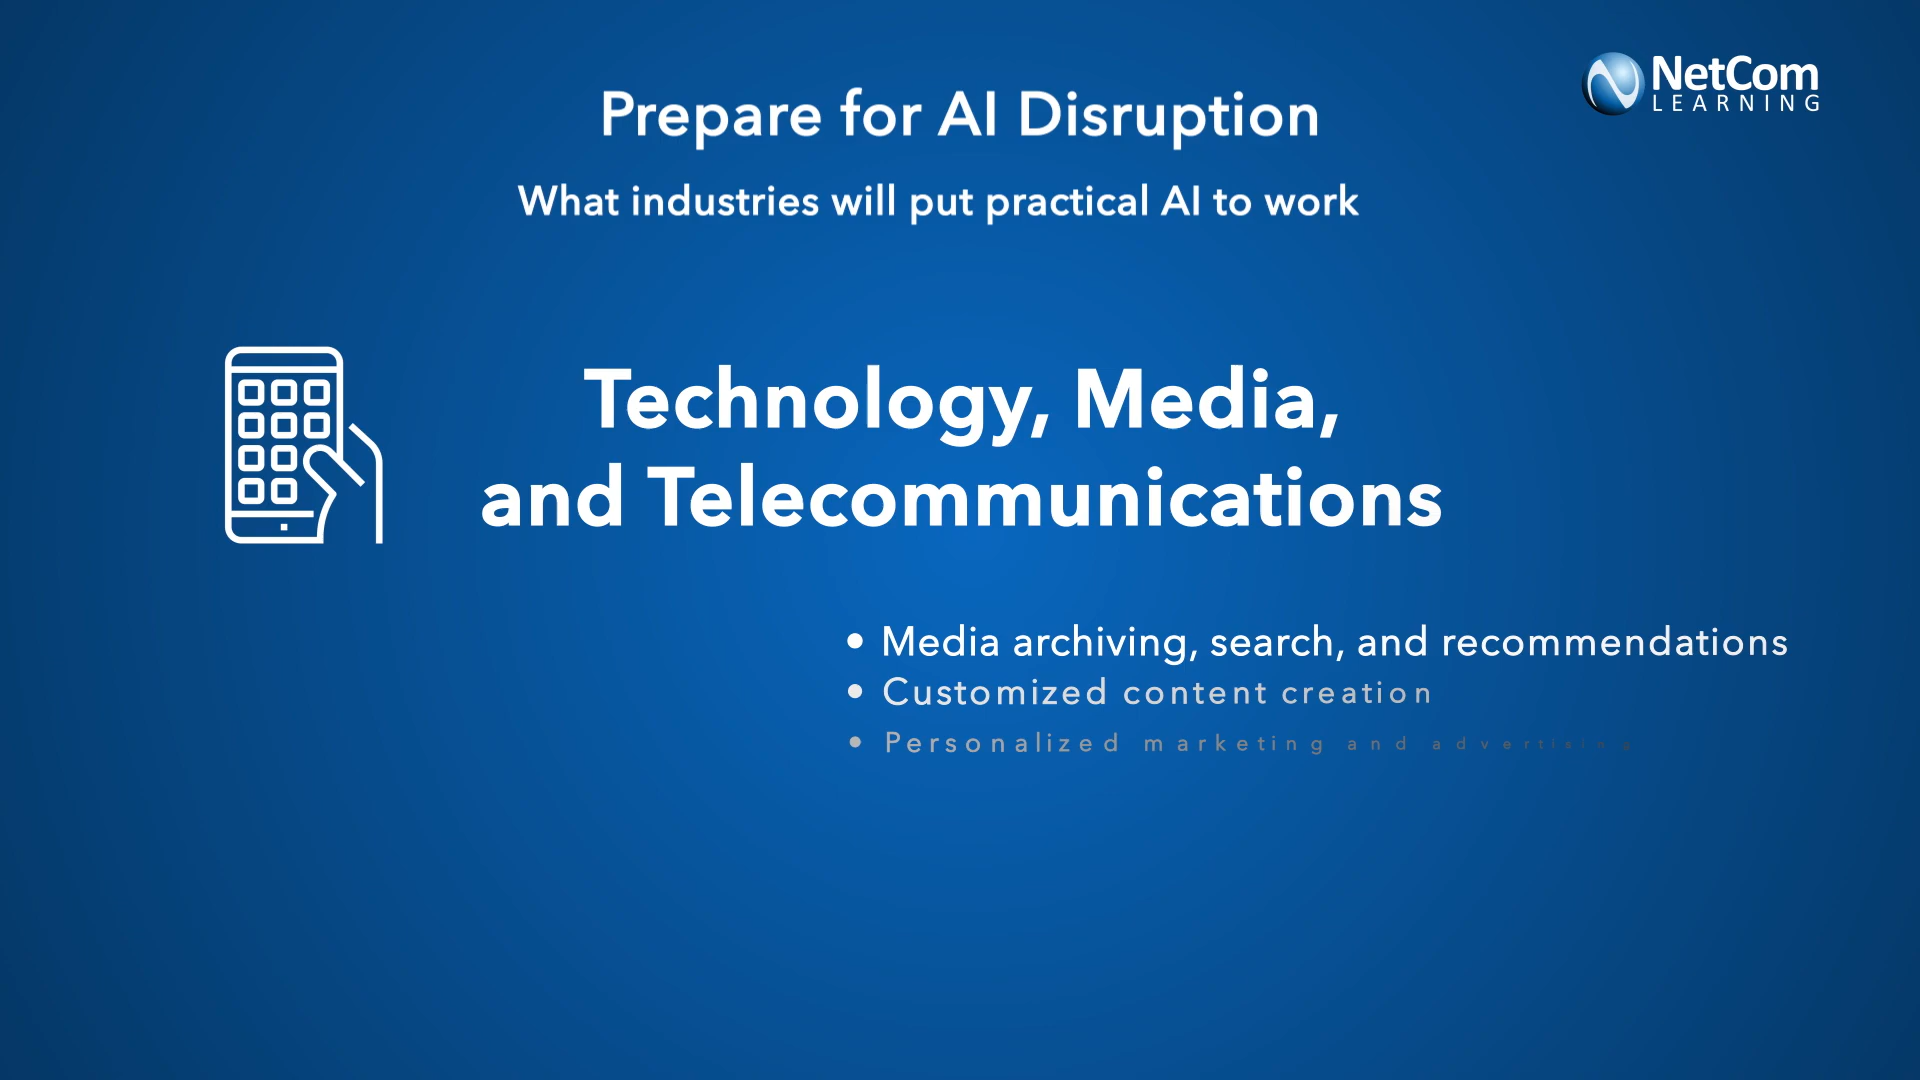 NetCom
LEARNING
Prepare for AI Disruption
What industries will put practical AI to work
Technology, Media,
and Telecommunications
• Media archiving, search, and recommendations
• Customized content creation
• Personalized marketing and advertising